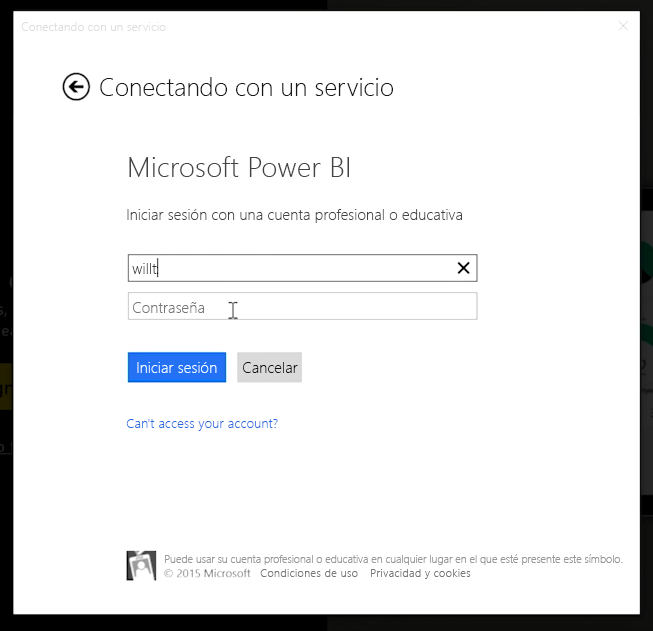 Conectando con un servicio
Conectando con un servicio
Microsoft Power BI
Iniciar sesión con una cuenta profesional o educativa
willt
Contraseña
Iniciar sesión Cancelar
Can't access your account?
Puede usar su cuenta profesional o educativa en cualquier lugar en el que esté presente este símbolo.
© 2015 Microsoft Condiciones de uso Privacidad y cookies